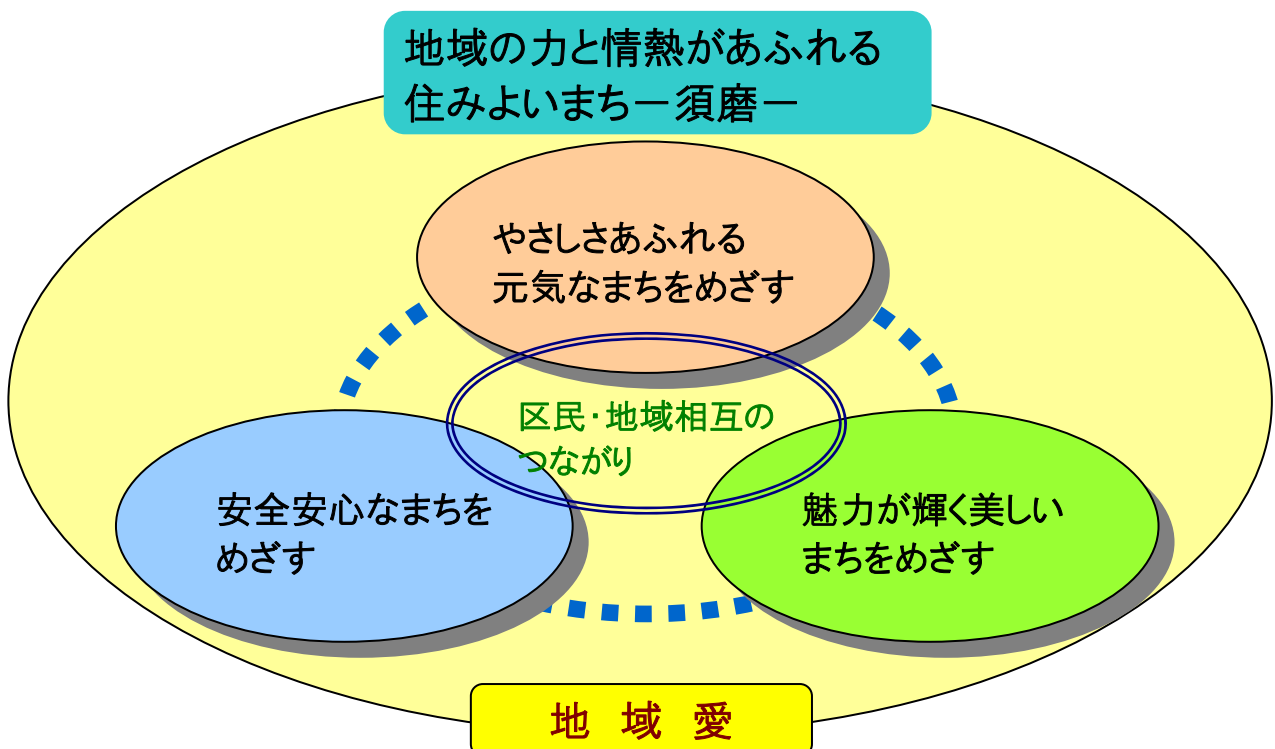 地域の力と情熱があふれる
住みよいまち－須磨－
やさしさあふれる
元気なまちをめざす
区民・地域相互の
つながり
安全安心なまちを
めざす
魅力が輝く美しい
まちをめざす
地　域　愛